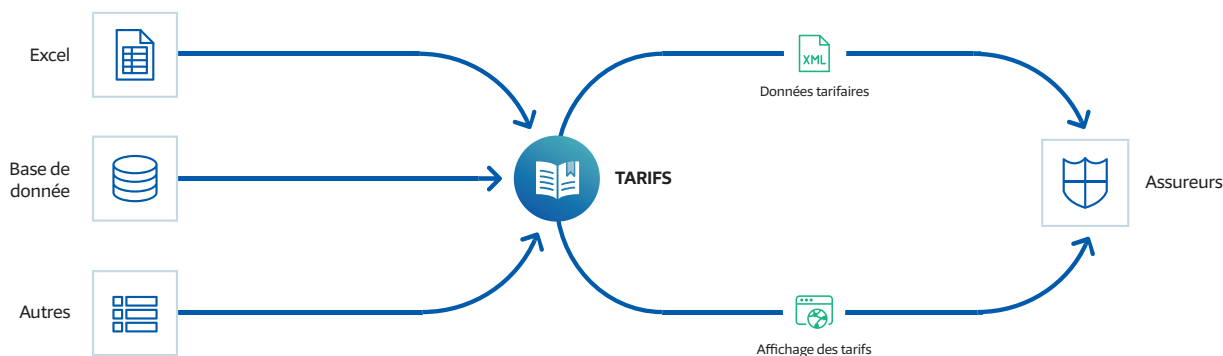 Excel
XML
Données tarifaires
Base de
donnée
TARIFS
Assureurs
Autres
Affichage des tarifs